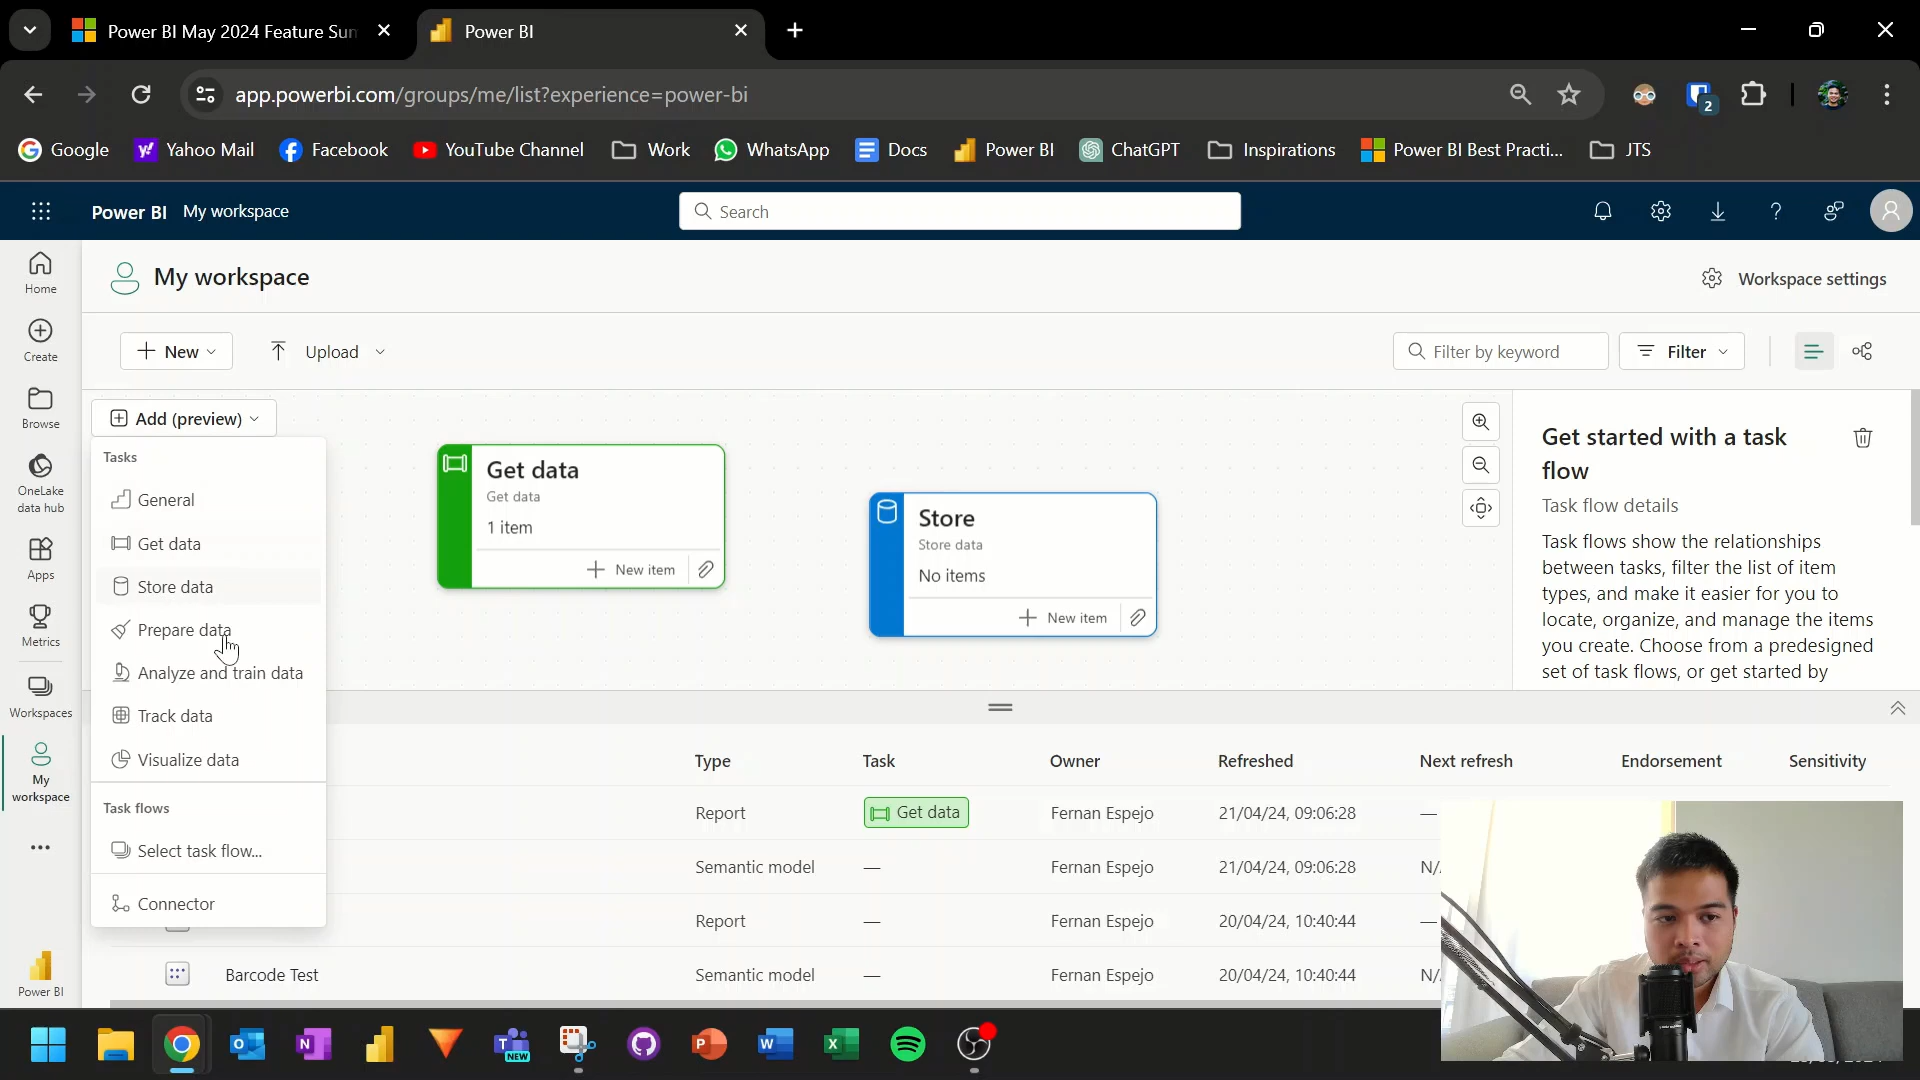 Power BI May 2024 Feature Sum
Power BI
app.powerbi.com/groups/me/list?experience=power-bi
2
Google
Yahoo Mail
Facebook
YouTube Channel
Work
WhatsApp
Docs
Power BI
ChatGPT
Inspirations
Power BI Best Practi...
JTS
Power BI
My workspace
Search
Home
Create
Browse
OneLake
data hub
Apps
Metrics
Workspaces
My
workspace
Power BI
My workspace
Workspace settings
New
Upload
Filter by keyword
Filter
Add (preview)
Tasks
General
Get data
Store data
Prepare data
Analyze and train data
Track data
Visualize data
Task flows
Select task flow...
Connector
Get data
Get data
1 item
New item
Store
Store data
No items
New item
Get started with a task
flow
Task flow details
Task flows show the relationships
between tasks, filter the list of item
types, and make it easier for you to
locate, organize, and manage the items
you create. Choose from a predesigned
set of task flows, or get started by
Type Task Owner Refreshed Next refresh Endorsement Sensitivity
Report Get data Fernan Espejo 21/04/24, 09:06:28 —
Semantic model — Fernan Espejo 21/04/24, 09:06:28 N/
Report — Fernan Espejo 20/04/24, 10:40:44 —
Barcode Test Semantic model — Fernan Espejo 20/04/24, 10:40:44 N/
NEW